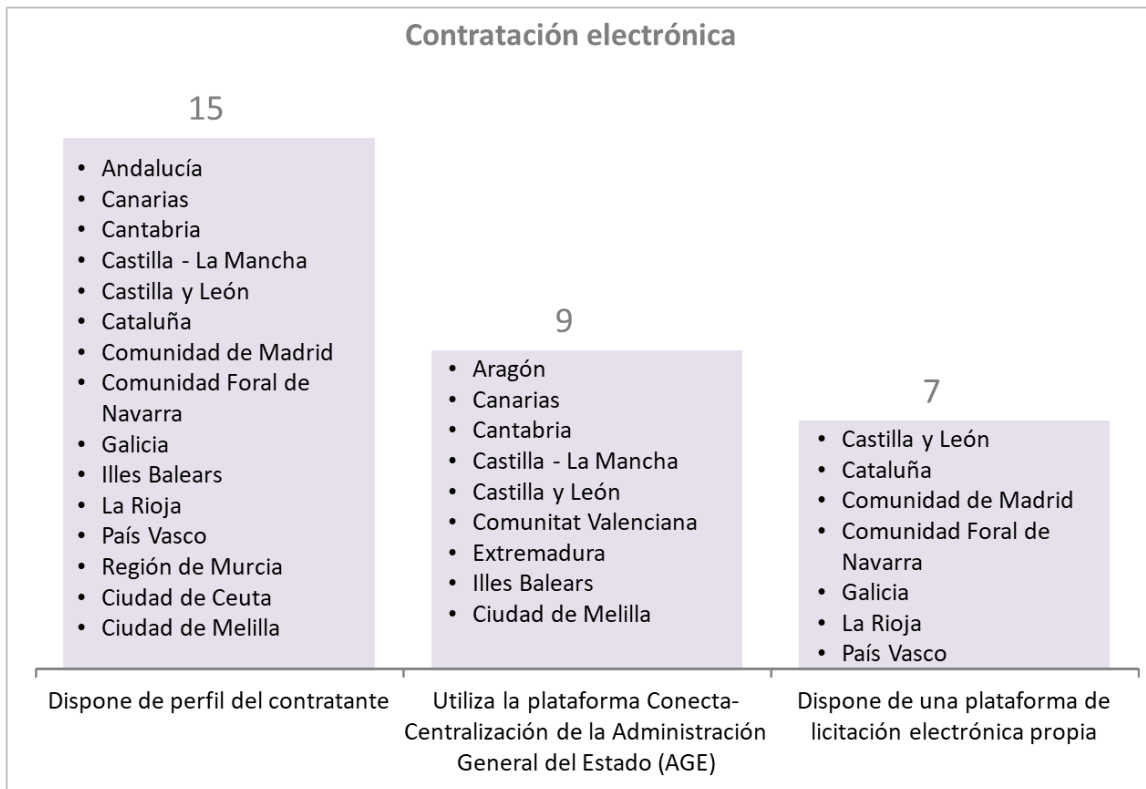 Contratación electrónica
15
• Andalucía
• Canarias
• Cantabria
• Castilla - La Mancha
• Castilla y León
• Cataluña
• Comunidad de Madrid
• Comunidad Foral de
Navarra
• Galicia
• Illes Balears
• La Rioja
• País Vasco
• Región de Murcia
• Ciudad de Ceuta
• Ciudad de Melilla
Dispone de perfil del contratante
9
• Aragón
• Canarias
• Cantabria
• Castilla - La Mancha
• Castilla y León
• Comunitat Valenciana
• Extremadura
• Illes Balears
• Ciudad de Melilla
Utiliza la plataforma Conecta-
Centralización de la Administración
General del Estado (AGE)
7
• Castilla y León
• Cataluña
• Comunidad de Madrid
• Comunidad Foral de
Navarra
• Galicia
• La Rioja
• País Vasco
Dispone de una plataforma de
licitación electrónica propia